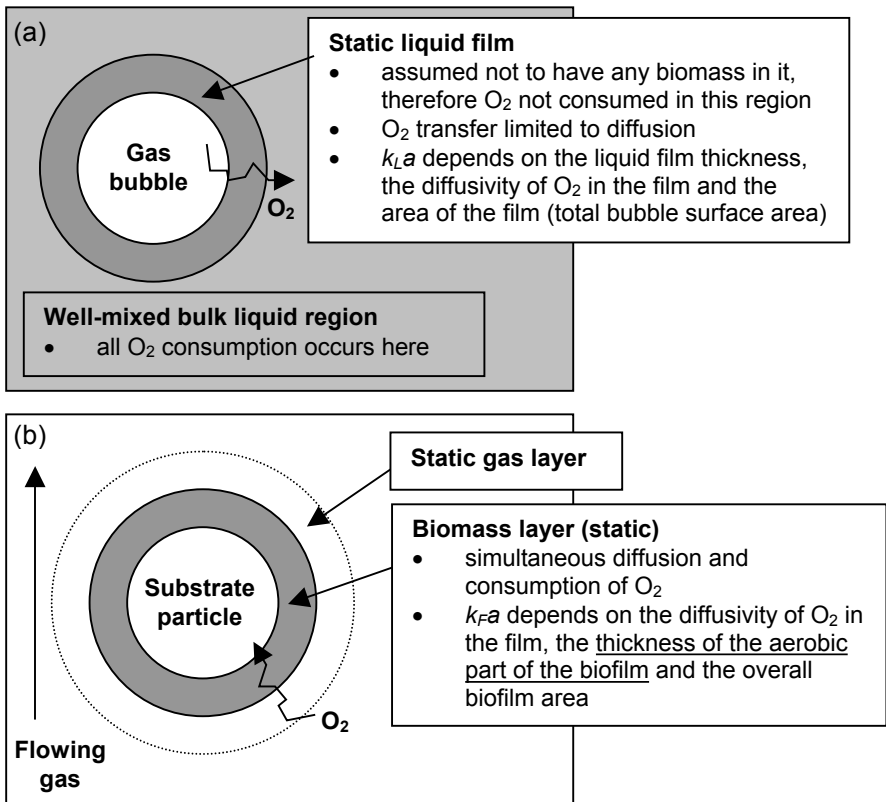 (a)
Static liquid film
• assumed not to have any biomass in it,
therefore O₂ not consumed in this region
• O₂ transfer limited to diffusion
• kLa depends on the liquid film thickness,
the diffusivity of O₂ in the film and the
area of the film (total bubble surface area)
Gas
bubble
O₂
Well-mixed bulk liquid region
• all O₂ consumption occurs here
(b)
Static gas layer
Biomass layer (static)
• simultaneous diffusion and
consumption of O₂
• kFa depends on the diffusivity of O₂ in
the film, the thickness of the aerobic
part of the biofilm and the overall
biofilm area
Substrate
particle
O₂
Flowing
gas